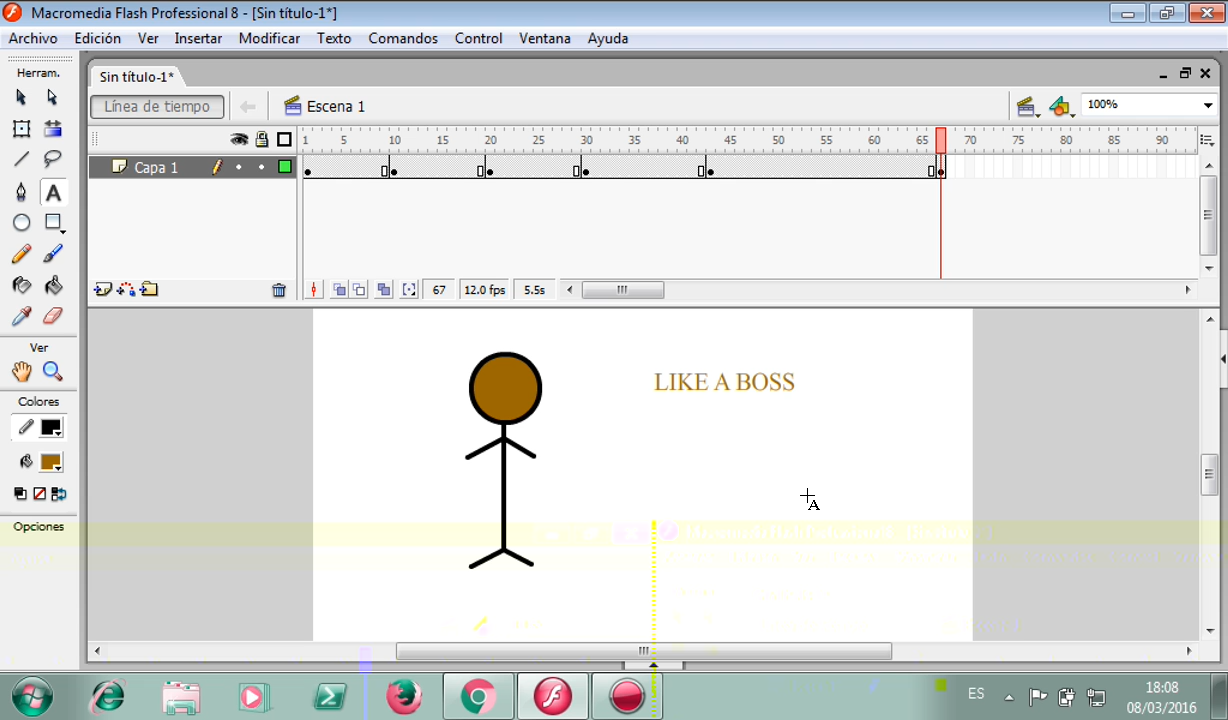 Macromedia Flash Professional 8 - [Sin título-1*]
Archivo Edición Ver Insertar Modificar Texto Comandos Control Ventana Ayuda
Herram.
Sin título-1*
Línea de tiempo
Escena 1
100%
1 5 10 15 20 25 30 35 40 45 50 55 60 65 70 75 80 85 90
Capa 1
67 12.0 fps 5.5s
Ver
Colores
Opciones
LIKE A BOSS
A
ES
18:08
08/03/2016